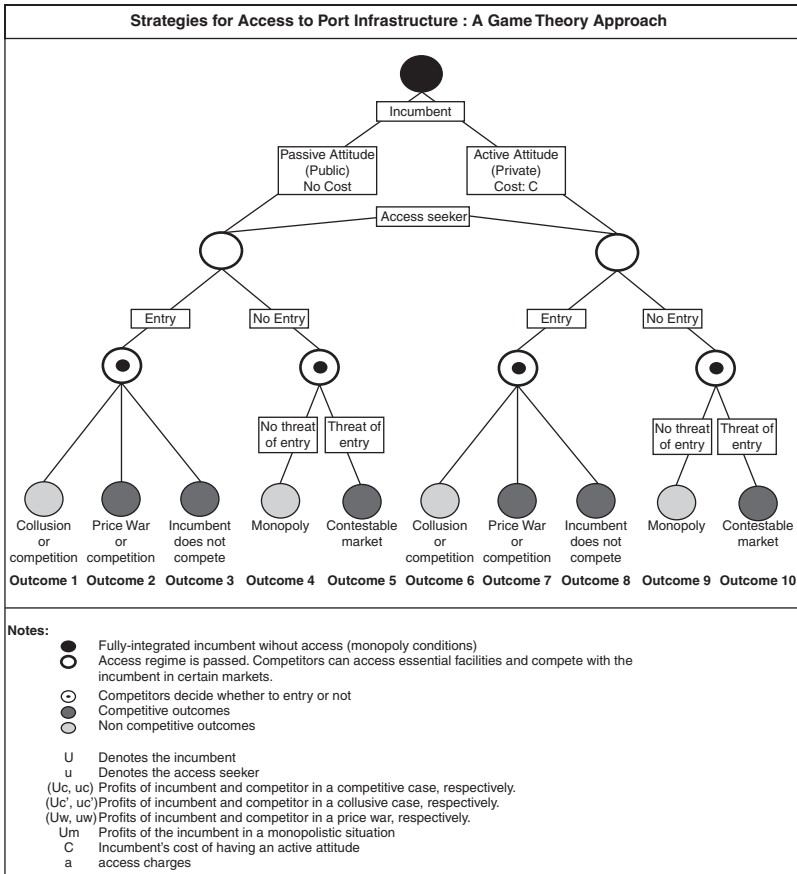 Strategies for Access to Port Infrastructure : A Game Theory Approach
Incumbent
Passive Attitude
(Public)
No Cost
Active Attitude
(Private)
Cost: C
Access seeker
Entry
No Entry
Entry
No Entry
No threat
of entry
Threat of
entry
No threat
of entry
Threat of
entry
Collusion
or
competition
Price War
or
competition
Incumbent
does not
compete
Monopoly
Contestable
market
Collusion
or
competition
Price War
or
competition
Incumbent
does not
compete
Monopoly
Contestable
market
Outcome 1 Outcome 2 Outcome 3 Outcome 4 Outcome 5 Outcome 6 Outcome 7 Outcome 8 Outcome 9 Outcome 10
Notes:
Fully-integrated incumbent wihout access (monopoly conditions)
Access regime is passed. Competitors can access essential facilities and compete with the
incumbent in certain markets.
Competitors decide whether to entry or not
Competitive outcomes
Non competitive outcomes
U Denotes the incumbent
u Denotes the access seeker
(Uc, uc) Profits of incumbent and competitor in a competitive case, respectively.
(Uc', uc') Profits of incumbent and competitor in a collusive case, respectively.
(Uw, uw) Profits of incumbent and competitor in a price war, respectively.
Um Profits of the incumbent in a monopolistic situation
C Incumbent's cost of having an active attitude
a access charges